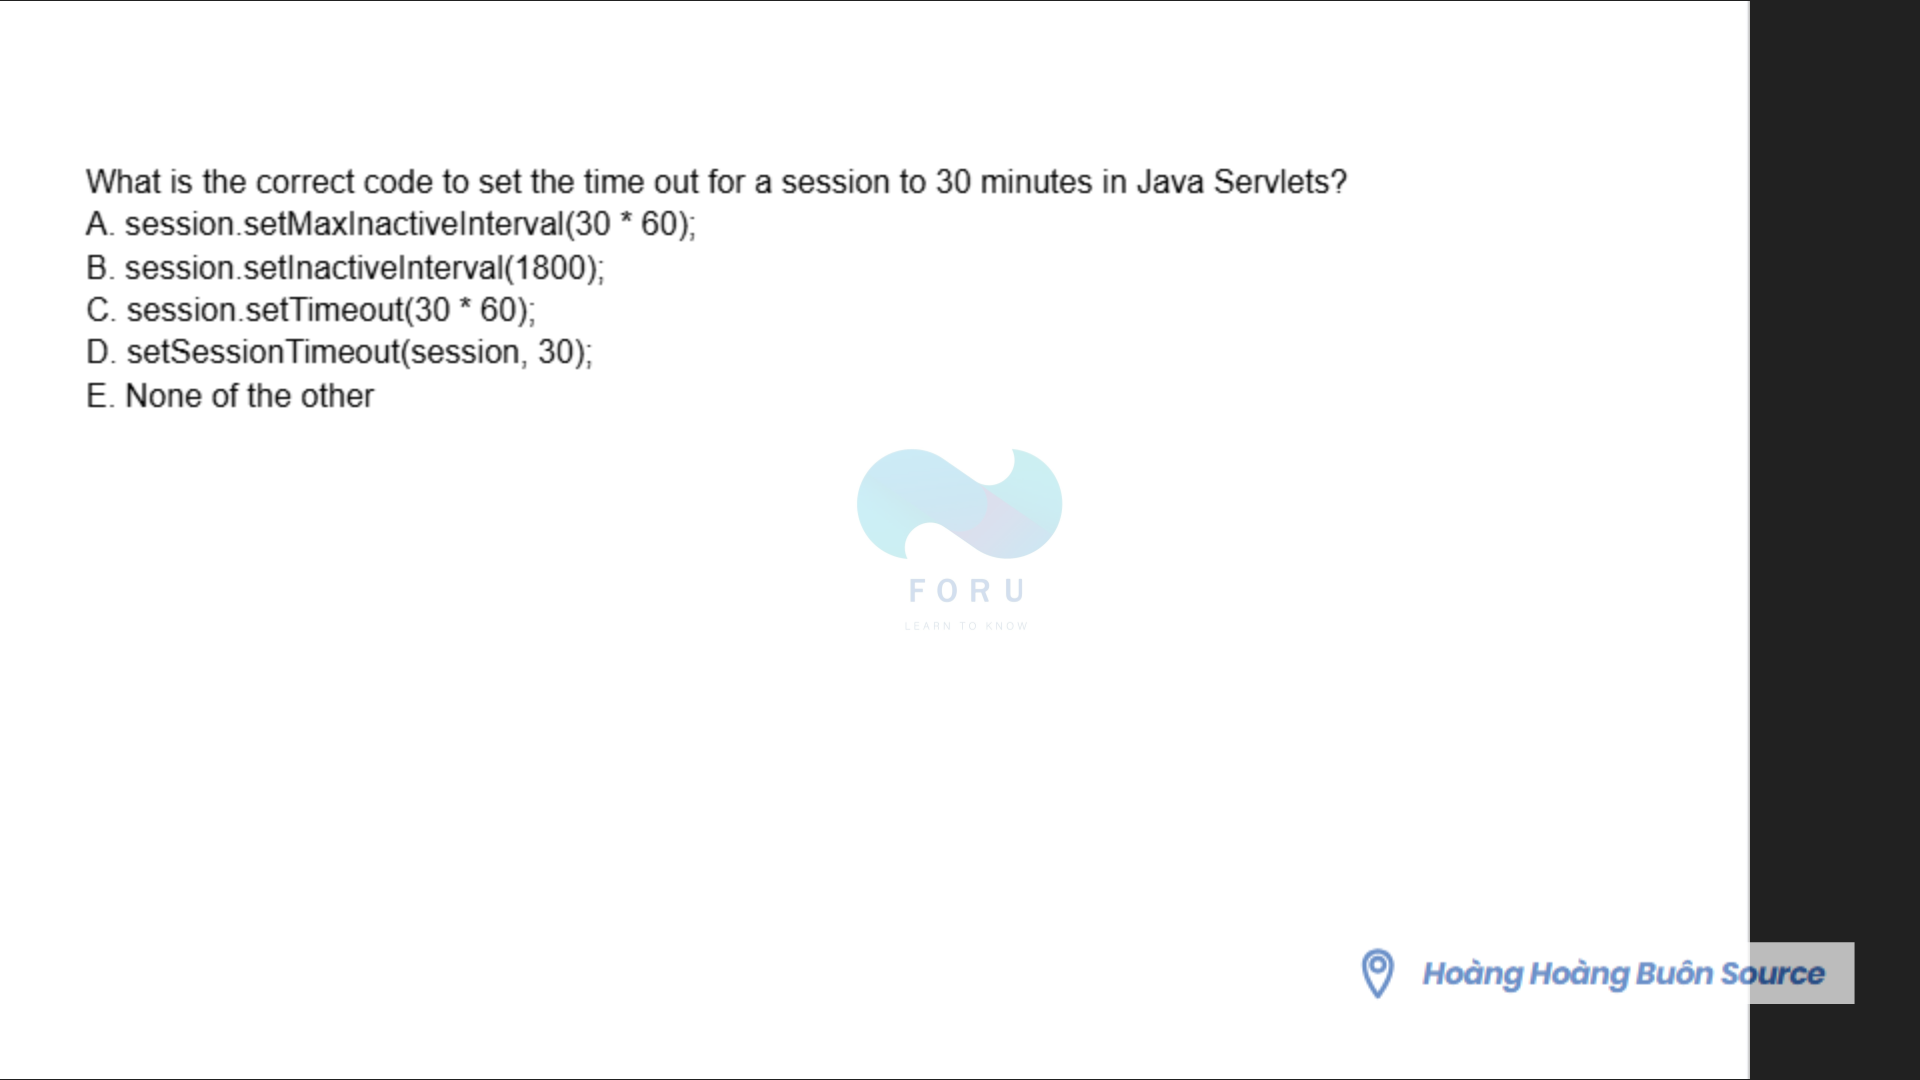 What is the correct code to set the time out for a session to 30 minutes in Java Servlets?
A. session.setMaxInactiveInterval(30 * 60);
B. session.setInactiveInterval(1800);
C. session.setTimeout(30 * 60);
D. setSessionTimeout(session, 30);
E. None of the other
FORU
LEARN TO KNOW
Hoàng Hoàng Buôn Source